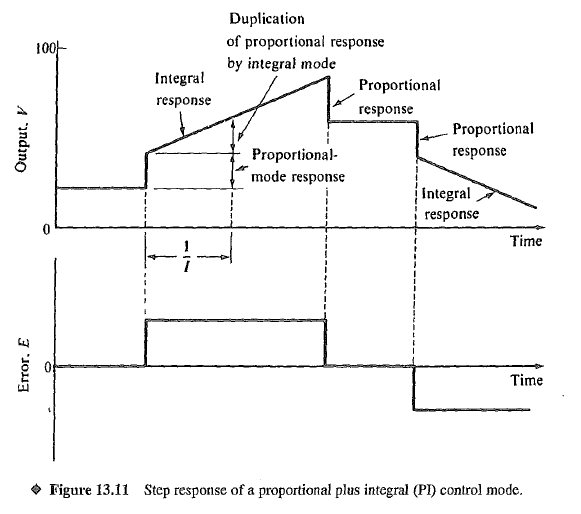 Duplication
of proportional response
by integral mode
100
Integral
response
Proportional
response
Proportional
response
Output, V
Proportional-
mode response
Integral
response
0
Time
1
I
Error, E
0
Time
◆ Figure 13.11 Step response of a proportional plus integral (PI) control mode.